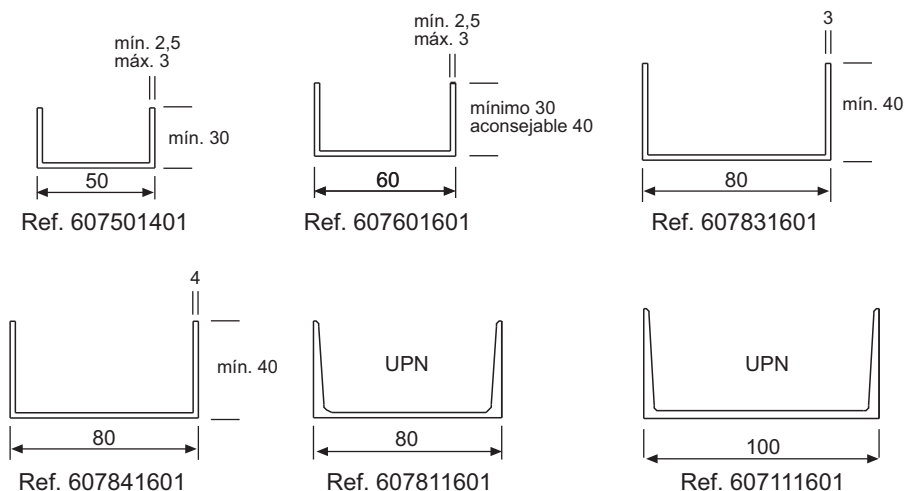 mín. 2,5
máx. 3
mín. 30
50
Ref. 607501401
mín. 2,5
máx. 3
mínimo 30
aconsejable 40
60
Ref. 607601601
3
mín. 40
80
Ref. 607831601
4
mín. 40
80
Ref. 607841601
UPN
80
Ref. 607811601
UPN
100
Ref. 607111601